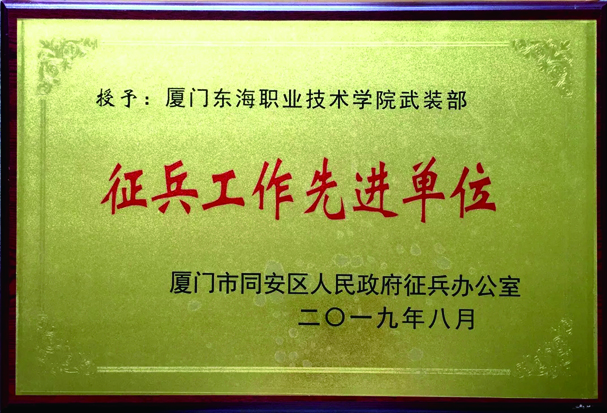 授予：厦门东海职业技术学院武装部
征兵工作先进单位
厦门市同安区人民政府征兵办公室
二〇一九年八月